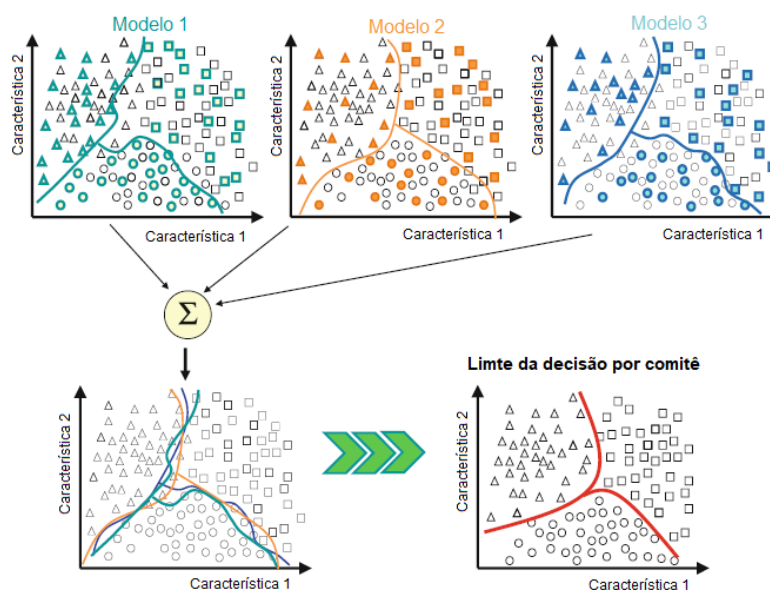 Modelo 1
Modelo 2
Modelo 3
Característica 2
Característica 2
Característica 2
Característica 1
Característica 1
Característica 1
Σ
Limte da decisão por comitê
Característica 2
Característica 2
Característica 1
Característica 1